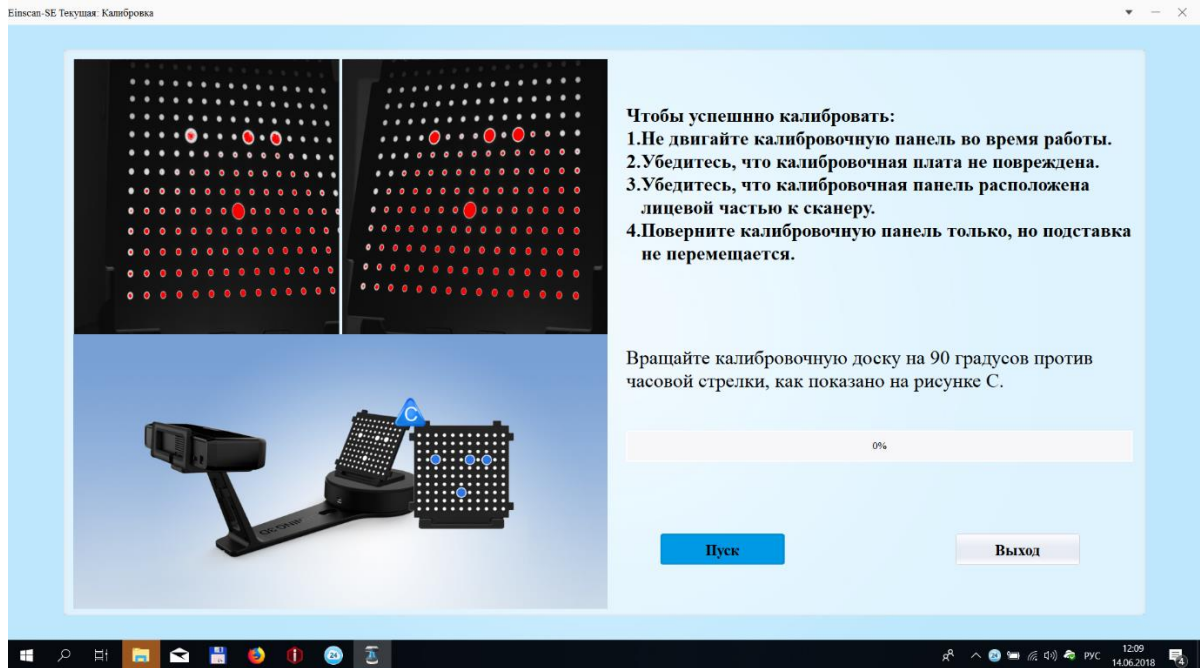 Einscan-SE Текущая: Калибровка
Чтобы успешнно калибровать:
1.Не двигайте калибровочную панель во время работы.
2.Убедитесь, что калибровочная плата не повреждена.
3.Убедитесь, что калибровочная панель расположена
лицевой частью к сканеру.
4.Поверните калибровочную панель только, но подставка
не перемещается.
Вращайте калибровочную доску на 90 градусов против
часовой стрелки, как показано на рисунке С.
0%
C
Пуск
Выход
24
РУС
12:09
14.06.2018
4